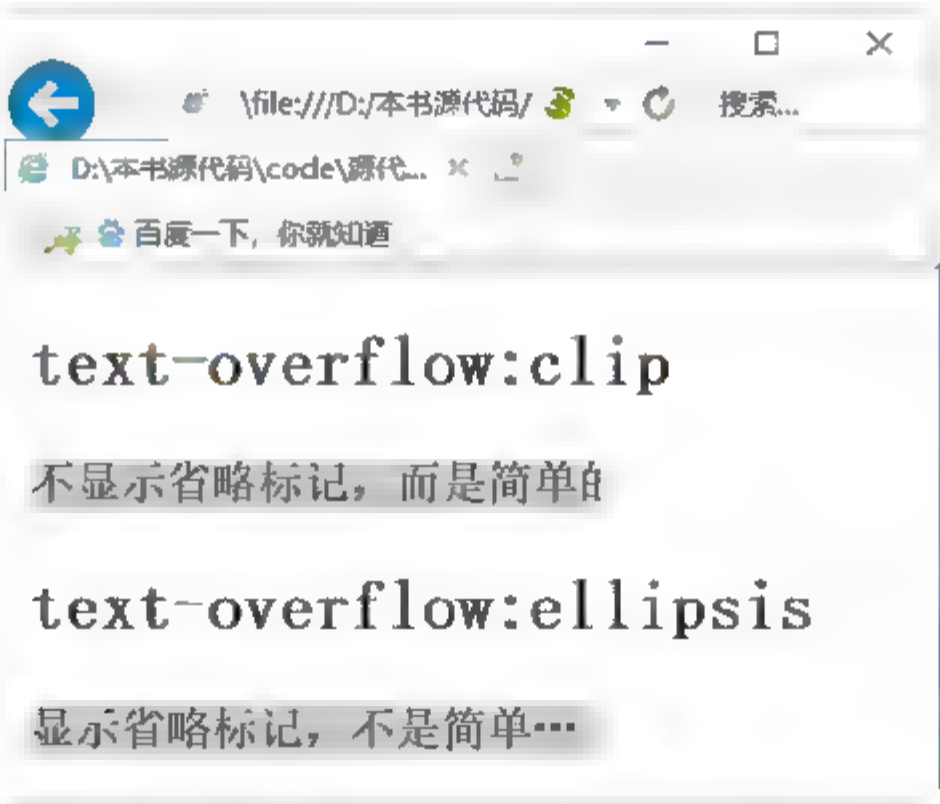 \file:///D:/本书源代码/ 搜索...
D:\本书源代码\code\源代...
百度一下，你就知道
text-overflow:clip
不显示省略标记，而是简单的
text-overflow:ellipsis
显示省略标记，不是简单…